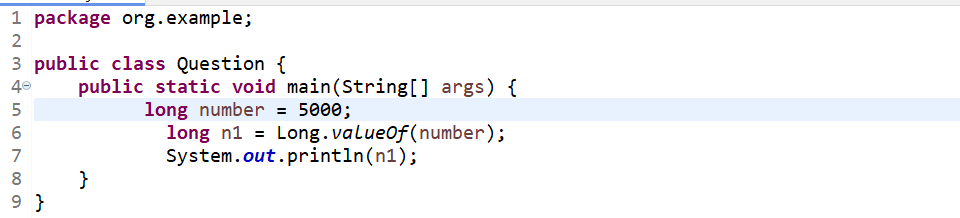 1 package org.example;
2
3 public class Question {
4 public static void main(String[] args) {
5 long number = 5000;
6 long n1 = Long.valueOf(number);
7 System.out.println(n1);
8 }
9 }